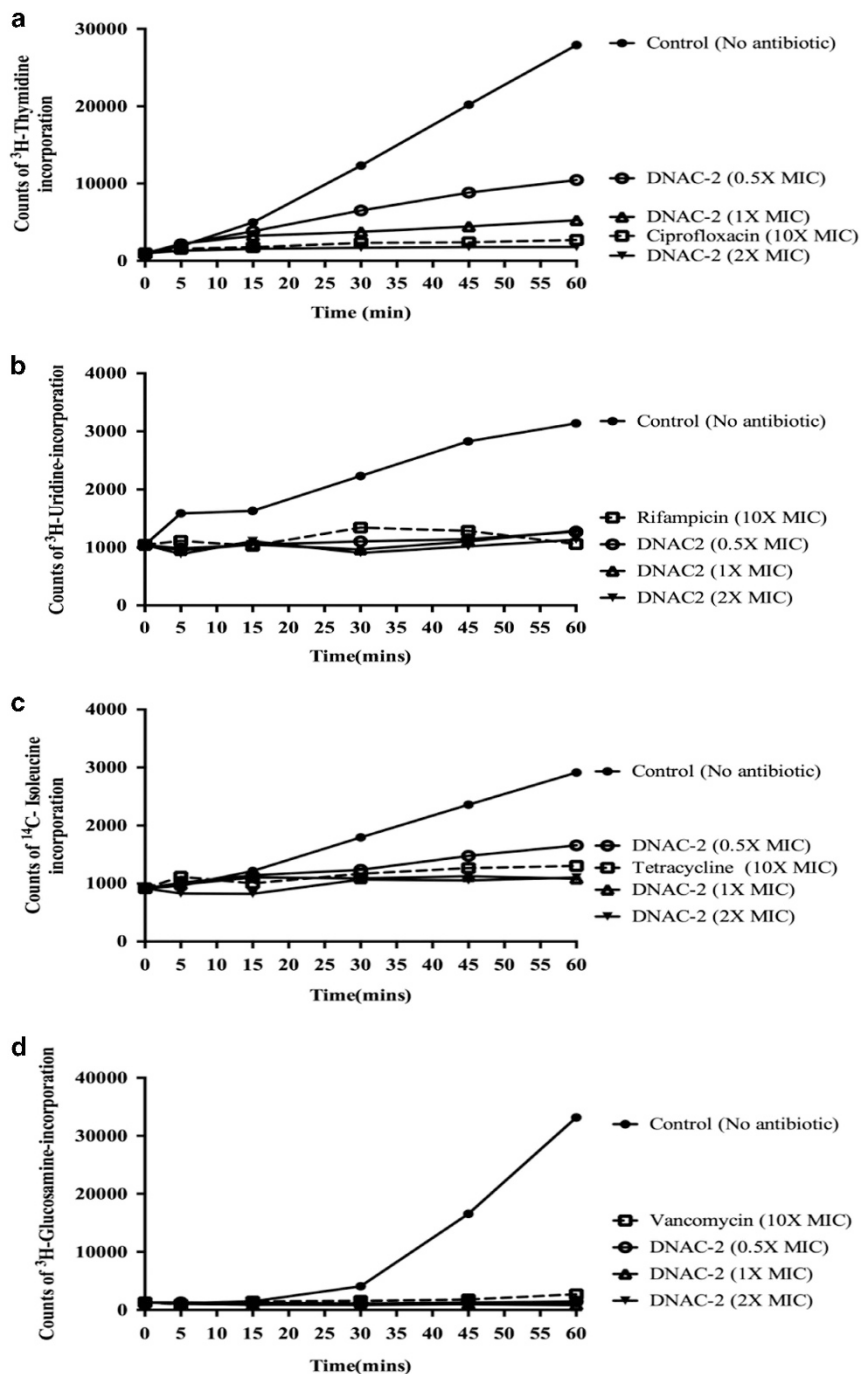 a
Counts of ³H-Thymidine
incorporation
30000
20000
10000
0
0 5 10 15 20 25 30 35 40 45 50 55 60
Time (min)
Control (No antibiotic)
DNAC-2 (0.5X MIC)
DNAC-2 (1X MIC)
Ciprofloxacin (10X MIC)
DNAC-2 (2X MIC)
b
Counts of ³H-Uridine-incorporation
4000
3000
2000
1000
0
0 5 10 15 20 25 30 35 40 45 50 55 60
Time(mins)
Control (No antibiotic)
Rifampicin (10X MIC)
DNAC2 (0.5X MIC)
DNAC2 (1X MIC)
DNAC2 (2X MIC)
c
Counts of ¹⁴C- Isoleucine
incorporation
4000
3000
2000
1000
0
0 5 10 15 20 25 30 35 40 45 50 55 60
Time(mins)
Control (No antibiotic)
DNAC-2 (0.5X MIC)
Tetracycline (10X MIC)
DNAC-2 (1X MIC)
DNAC-2 (2X MIC)
d
Counts of ³H-Glucosamine-incorporation
40000
30000
20000
10000
0
0 5 10 15 20 25 30 35 40 45 50 55 60
Time(mins)
Control (No antibiotic)
Vancomycin (10X MIC)
DNAC-2 (0.5X MIC)
DNAC-2 (1X MIC)
DNAC-2 (2X MIC)